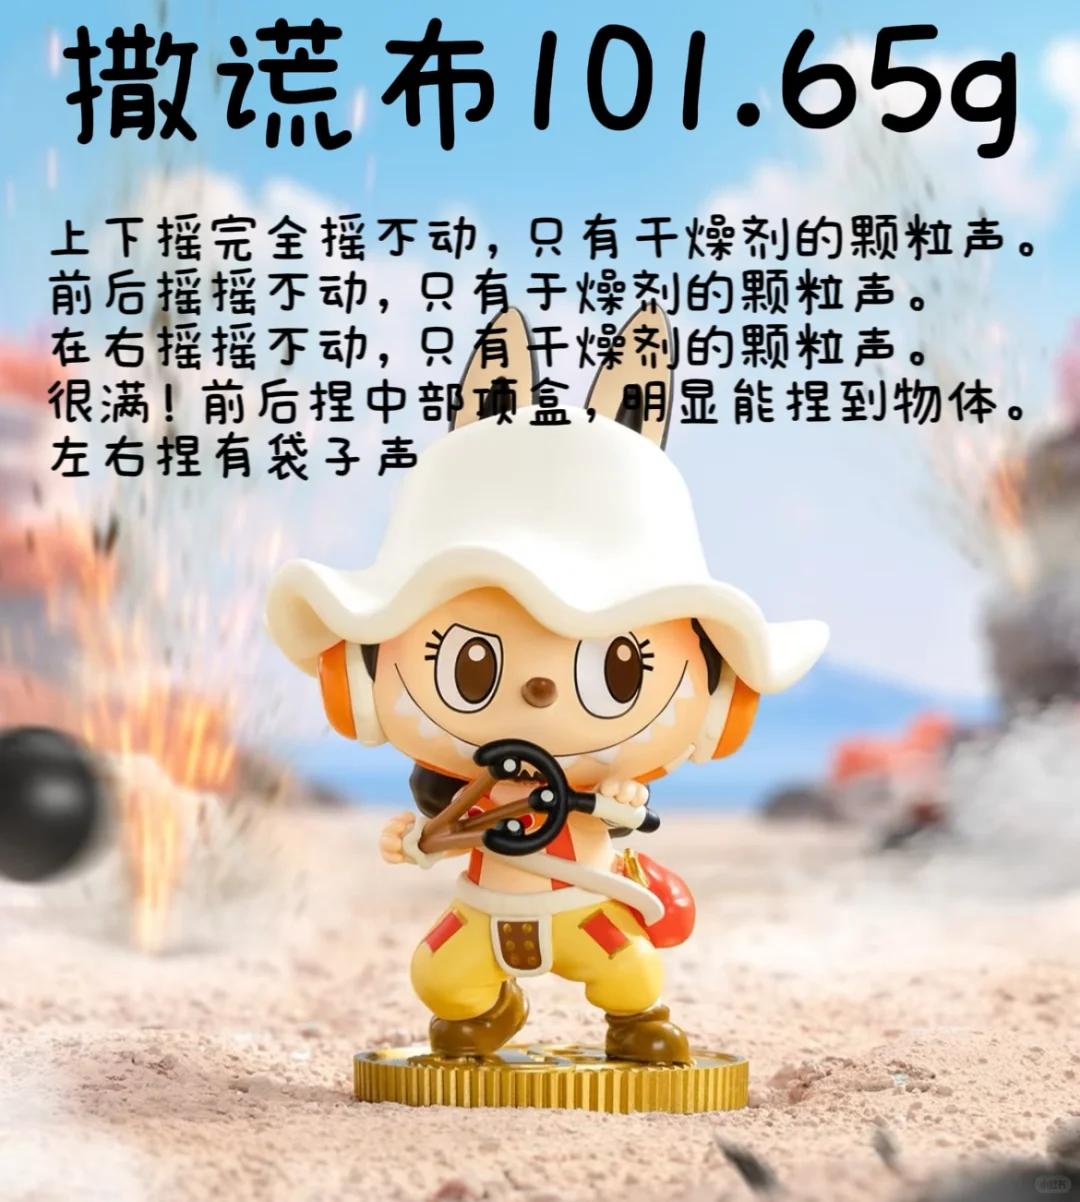 撒谎布101.65g
上下摇完全摇不动，只有干燥剂的颗粒声。
前后摇摇不动，只有于燥剂的颗粒声。
在右摇摇不动，只有干燥剂的颗粒声。
很满！前后捏中部顶盒，明显能捏到物体。
左右捏有袋子声
小红书